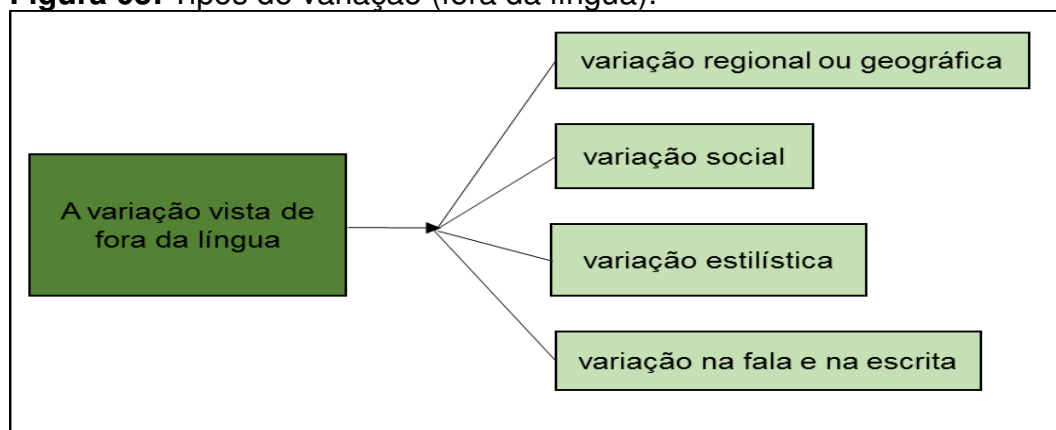 Tipos de variação (fora da língua).
variação regional ou geográfica
variação social
A variação vista de
fora da língua
variação estilística
variação na fala e na escrita